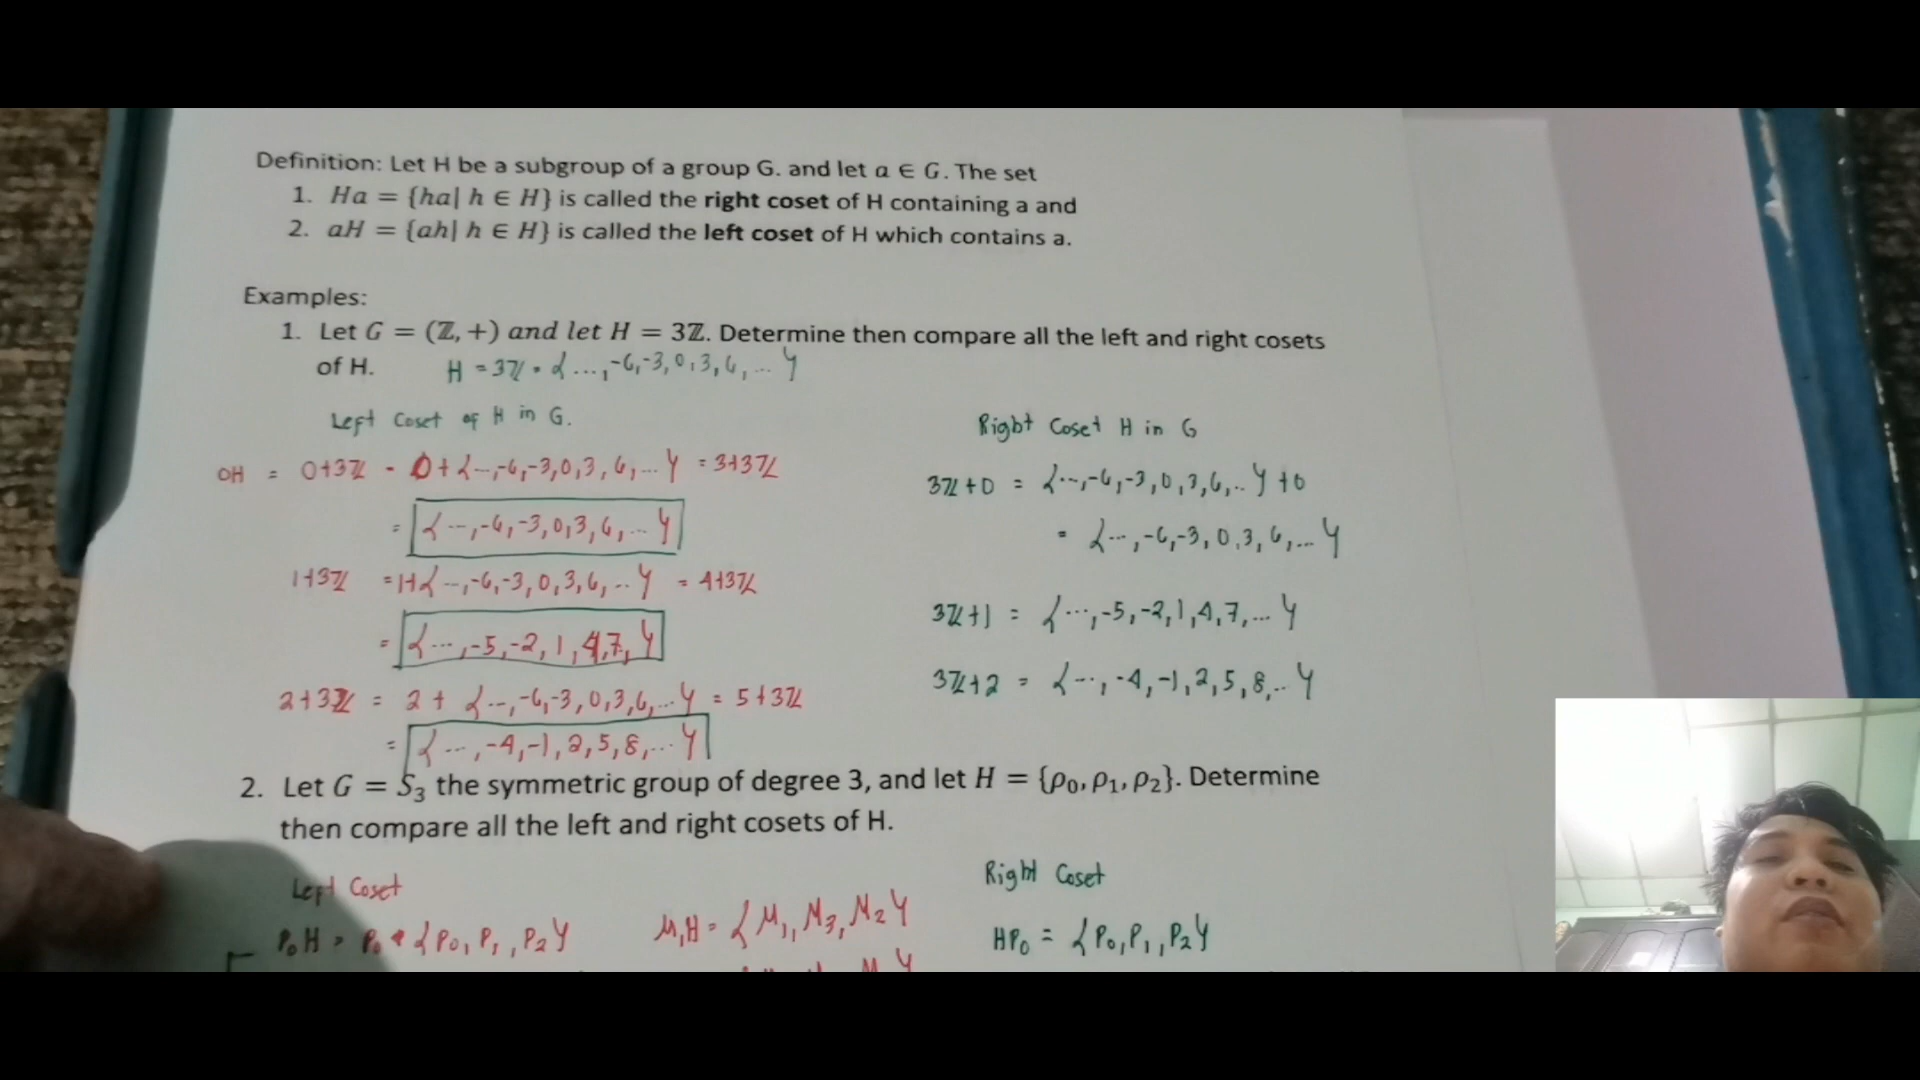 Definition: Let H be a subgroup of a group G. and let a ∈ G. The set
1. Ha = {ha| h ∈ H} is called the right coset of H containing a and
2. aH = {ah| h ∈ H} is called the left coset of H which contains a.
Examples:
1. Let G = (ℤ, +) and let H = 3ℤ. Determine then compare all the left and right cosets
of H. H = 3ℤ = {..., -6, -3, 0, 3, 6, ... }
Left Coset of H in G.
Right Coset H in G
0H = 0+3ℤ = 0+{..., -6, -3, 0, 3, 6, ... } = 3+3ℤ
= {..., -6, -3, 0, 3, 6, ... }
1+3ℤ = 1+{..., -6, -3, 0, 3, 6, ... } = 4+3ℤ
= {..., -5, -2, 1, 4, 7, }
2+3ℤ = 2 + {..., -6, -3, 0, 3, 6, ... } = 5+3ℤ
= {..., -4, -1, 2, 5, 8, ... }
3ℤ+0 = {..., -6, -3, 0, 3, 6, .. } +0
= {..., -6, -3, 0, 3, 6, ... }
3ℤ+1 = {..., -5, -2, 1, 4, 7, ... }
3ℤ+2 = {..., -4, -1, 2, 5, 8, .. }
2. Let G = S₃ the symmetric group of degree 3, and let H = {ρ₀, ρ₁, ρ₂}. Determine
then compare all the left and right cosets of H.
Left Coset
ρ₀H = ρ₀ {ρ₀, ρ₁, ρ₂}
μ₁H = {μ₁, μ₃, μ₂}
Right Coset
Hρ₀ = {ρ₀, ρ₁, ρ₂}